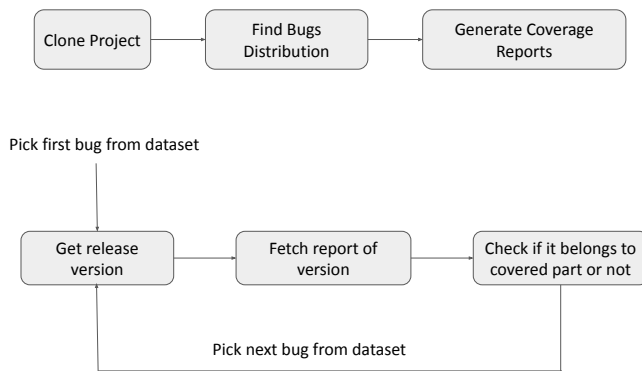 Clone Project
Find Bugs
Distribution
Generate Coverage
Reports
Pick first bug from dataset
Get release
version
Fetch report of
version
Check if it belongs to
covered part or not
Pick next bug from dataset